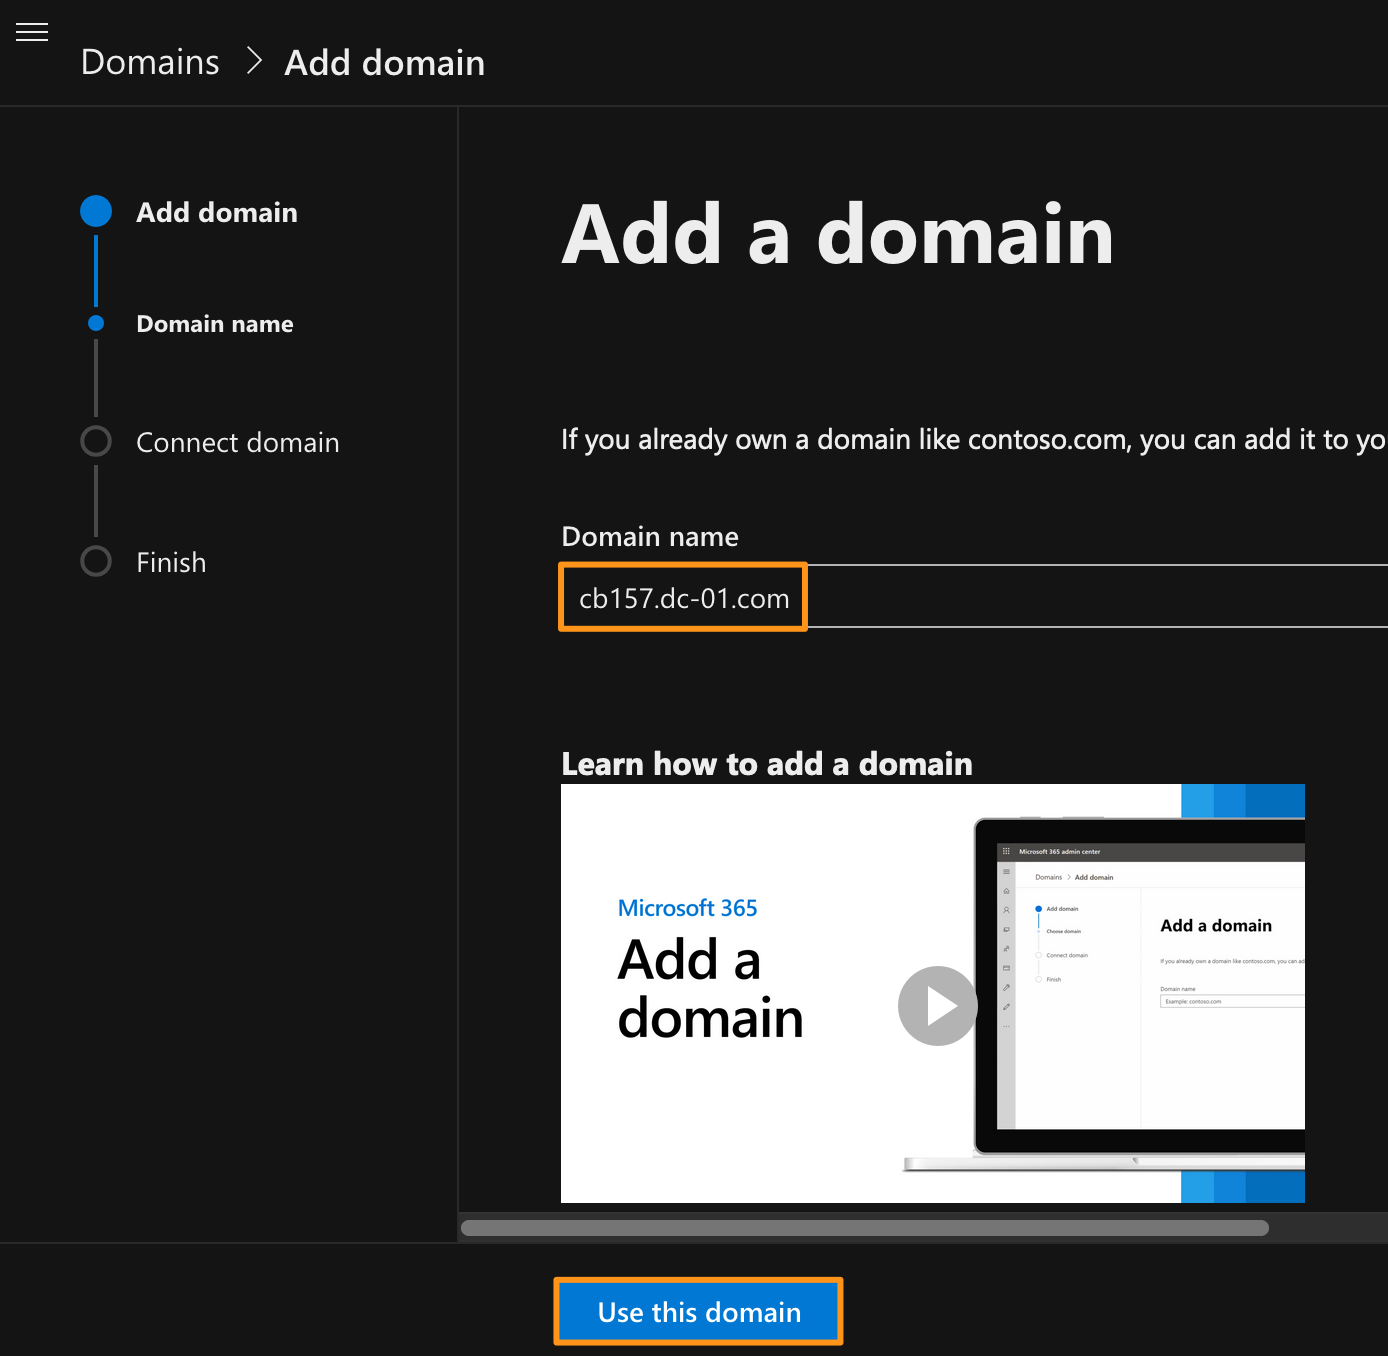 Domains > Add domain
Add domain
Domain name
Connect domain
Finish
Add a domain
If you already own a domain like contoso.com, you can add it to yo
Domain name
cb157.dc-01.com
Learn how to add a domain
Microsoft 365
Add a
domain
Microsoft 365 admin center
Domains > Add domain
Add domain
Choose domain
Connect domain
Finish
Add a domain
If you already own a domain like contoso.com, you can ad
Domain name
Example: contoso.com
Use this domain